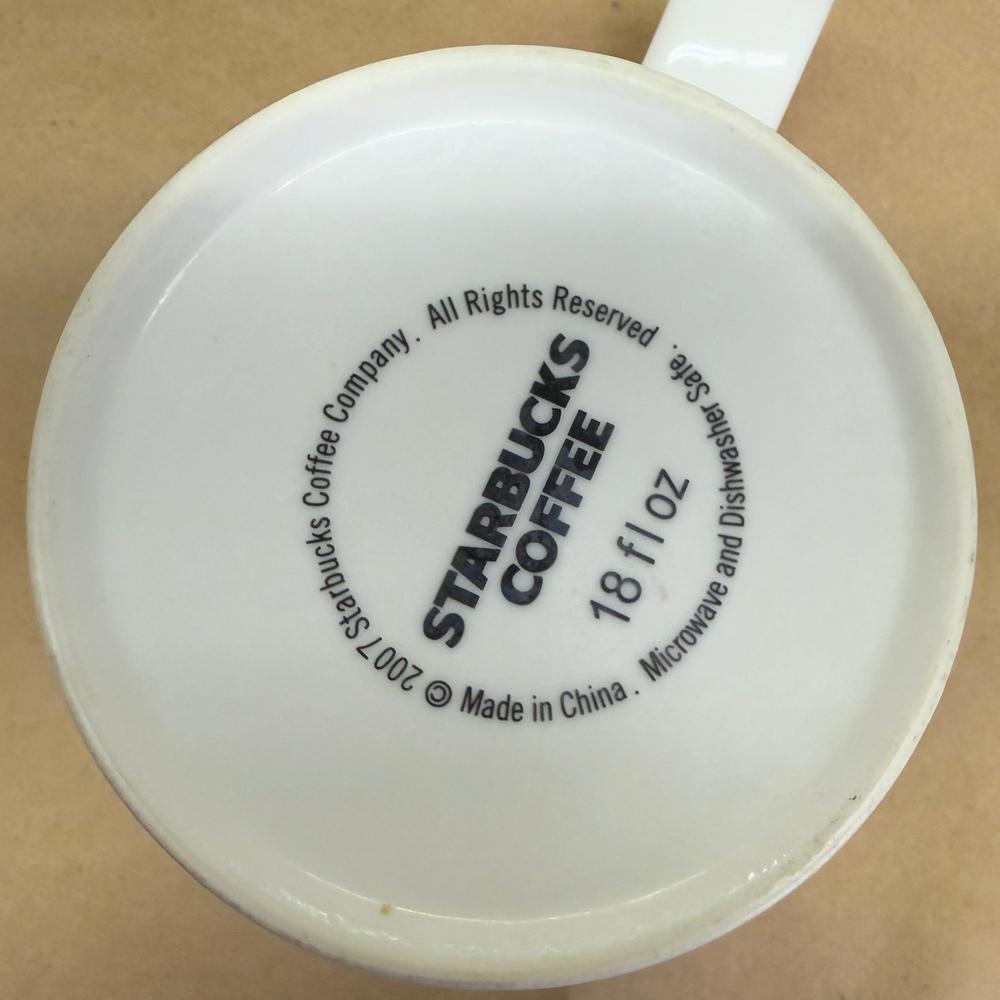 © 2007 Starbucks Coffee Company. All Rights Reserved.
STARBUCKS
COFFEE
18 fl oz
Made in China. Microwave and Dishwasher Safe.